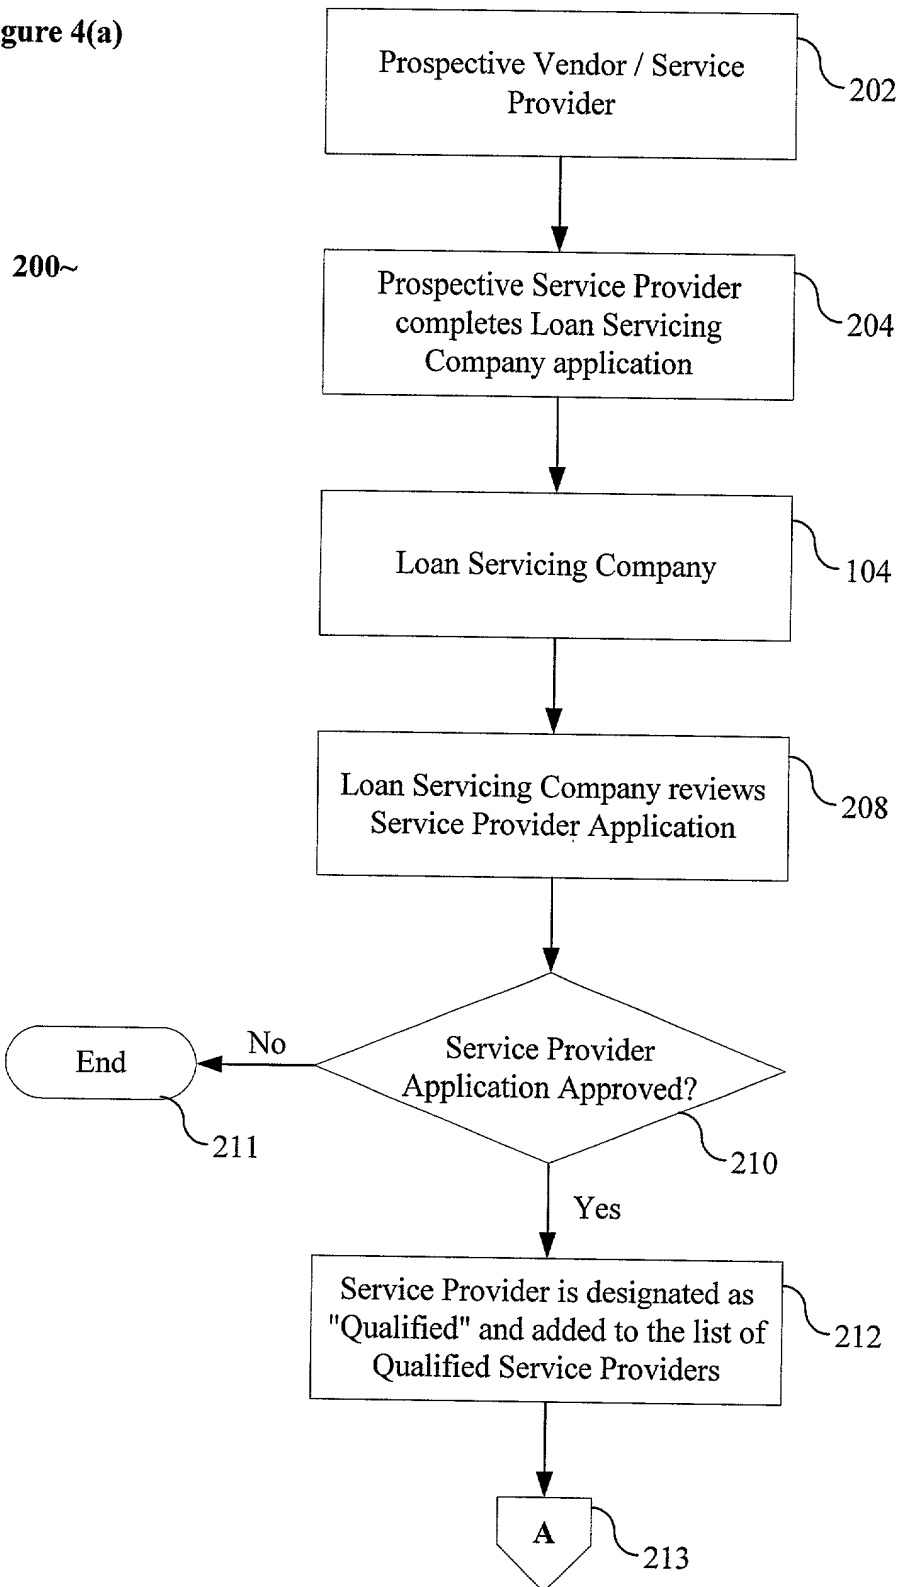 gure 4(a)
Prospective Vendor / Service
Provider
202
200~
Prospective Service Provider
completes Loan Servicing
Company application
204
Loan Servicing Company
104
Loan Servicing Company reviews
Service Provider Application
208
Service Provider
Application Approved?
No
End
211
210
Yes
Service Provider is designated as
"Qualified" and added to the list of
Qualified Service Providers
212
A
213